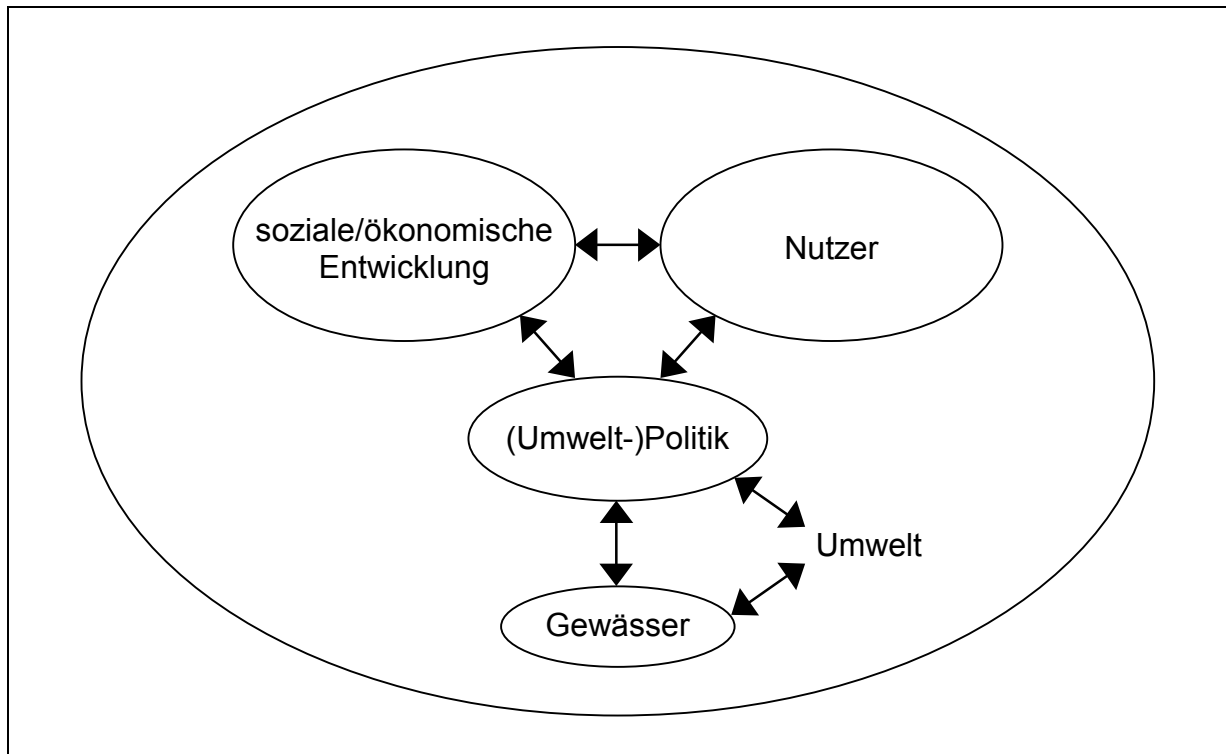 soziale/ökonomische
Entwicklung
Nutzer
(Umwelt-)Politik
Umwelt
Gewässer